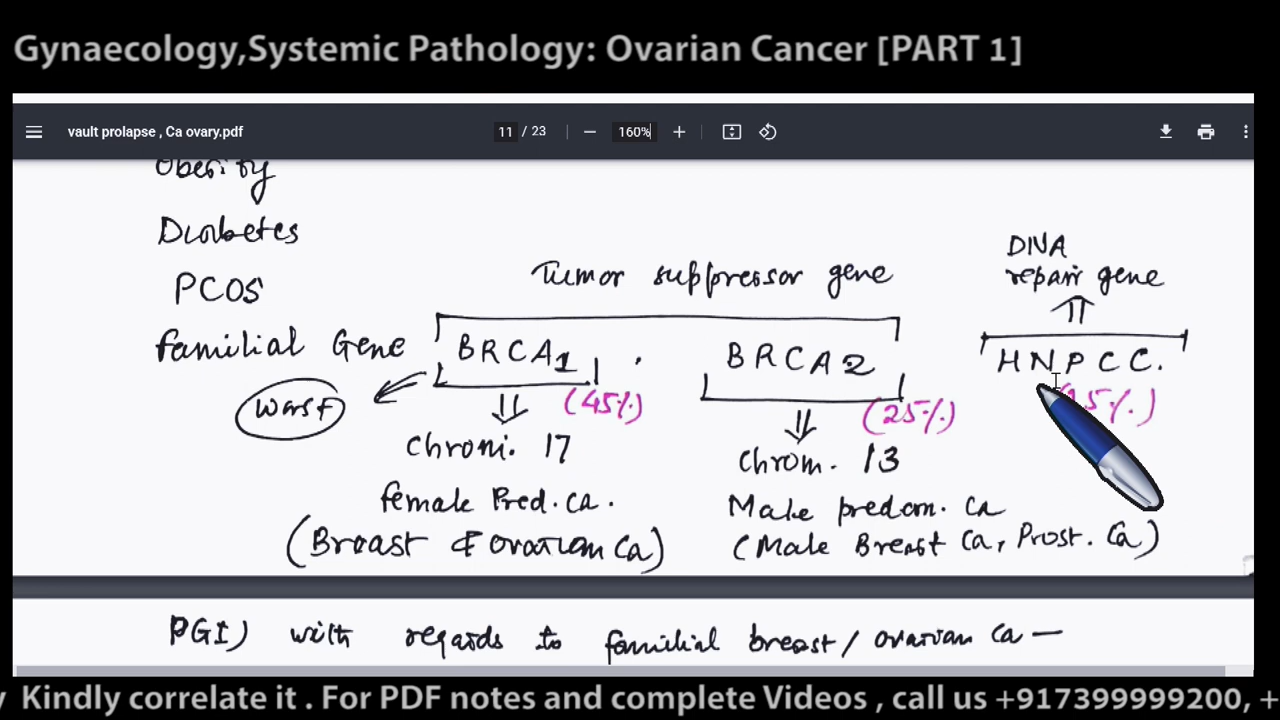 Gynaecology,Systemic Pathology: Ovarian Cancer [PART 1]
vault prolapse , Ca ovary.pdf
11 / 23
160%
Obesity
Diabetes
PCOS
Tumor suppressor gene
DNA
repair gene
familial Gene
BRCA1
BRCA2
HNPCC.
worst
(45%)
(25%)
5%)
Chromi. 17
Chrom. 13
female Pred. Ca.
Male predom. Ca
(Breast & ovarian Ca)
(Male Breast Ca, Prost. Ca)
PGI) with regards to familial breast/ ovarian Ca —
y Kindly correlate it . For PDF notes and complete Videos , call us +917399999200, +